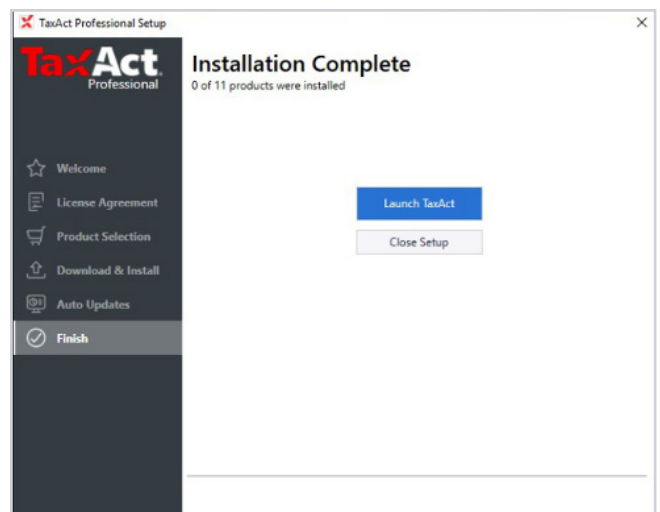 TaxAct Professional Setup
TaxAct.
Professional
Welcome
License Agreement
Product Selection
Download & Install
Auto Updates
Finish
Installation Complete
0 of 11 products were installed
Launch TaxAct
Close Setup